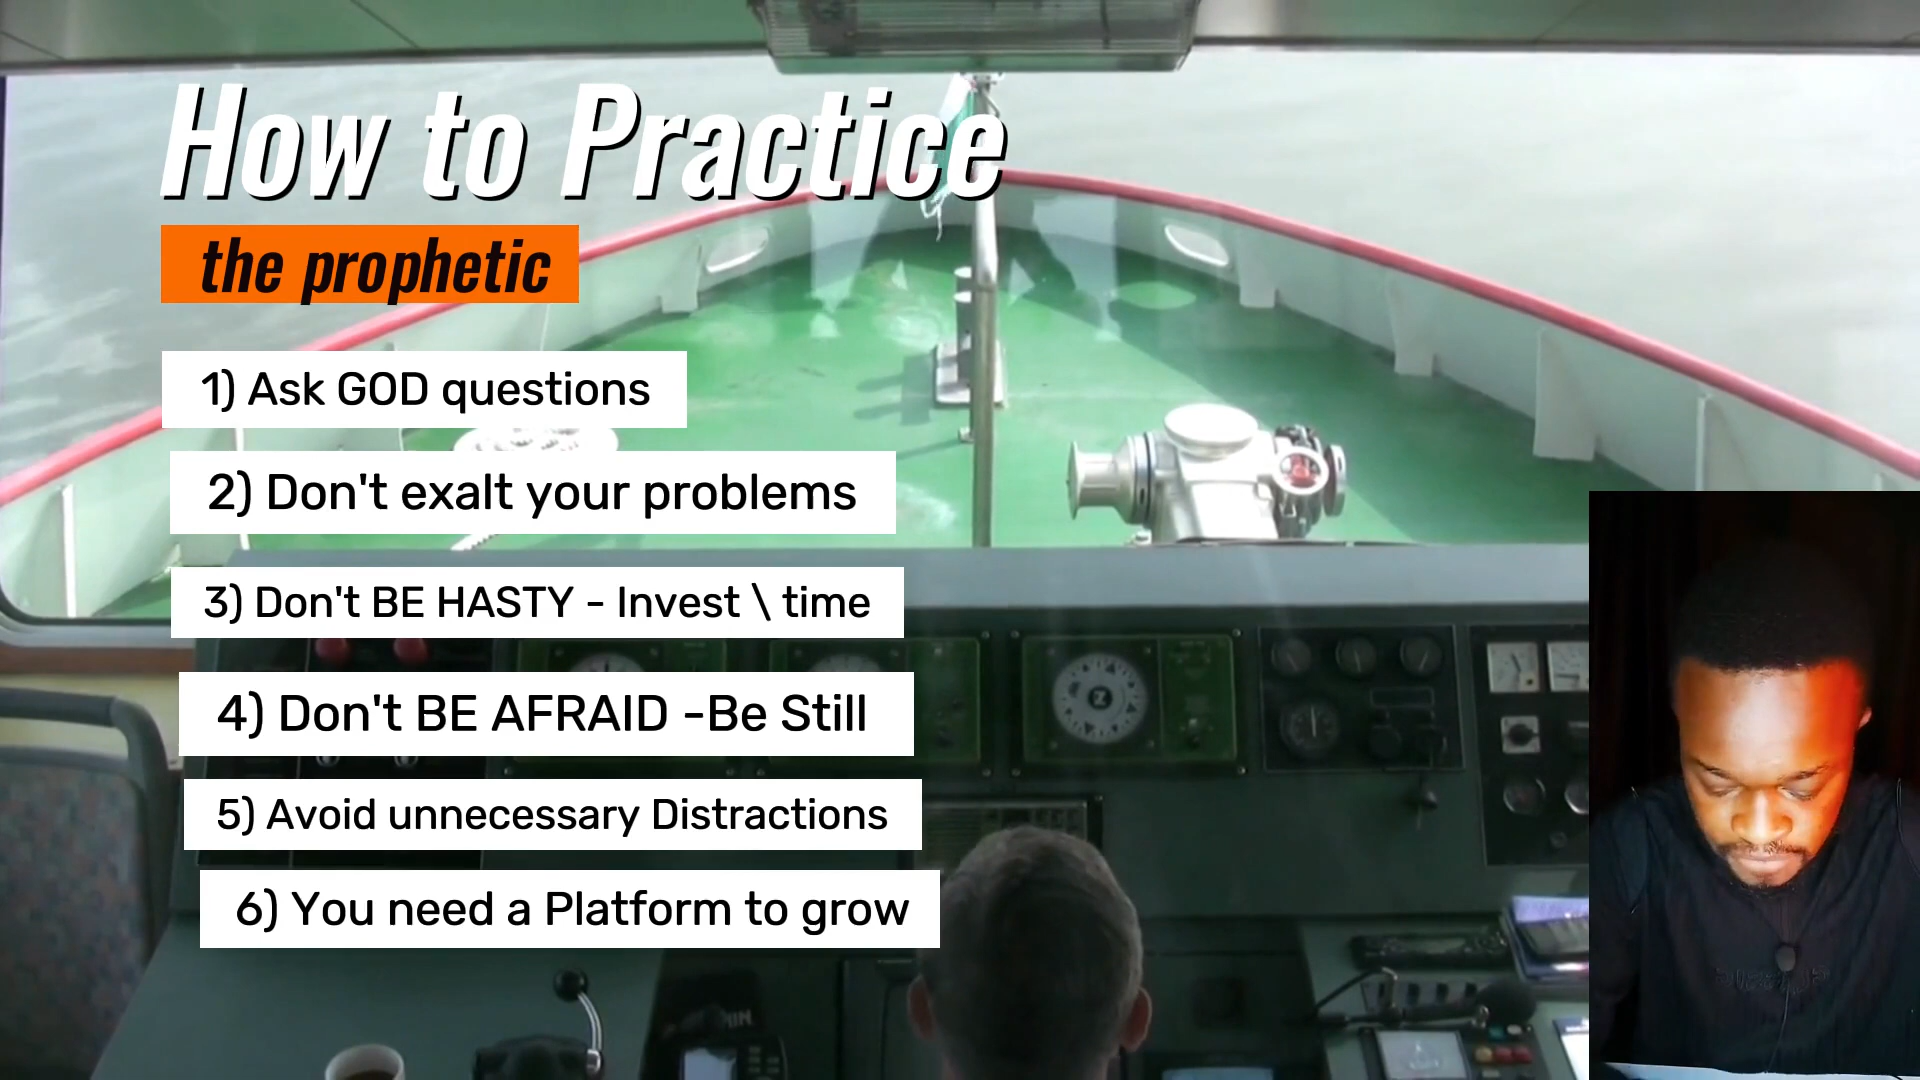 How to Practice
the prophetic
1) Ask GOD questions
2) Don't exalt your problems
3) Don't BE HASTY - Invest \ time
4) Don't BE AFRAID -Be Still
5) Avoid unnecessary Distractions
6) You need a Platform to grow